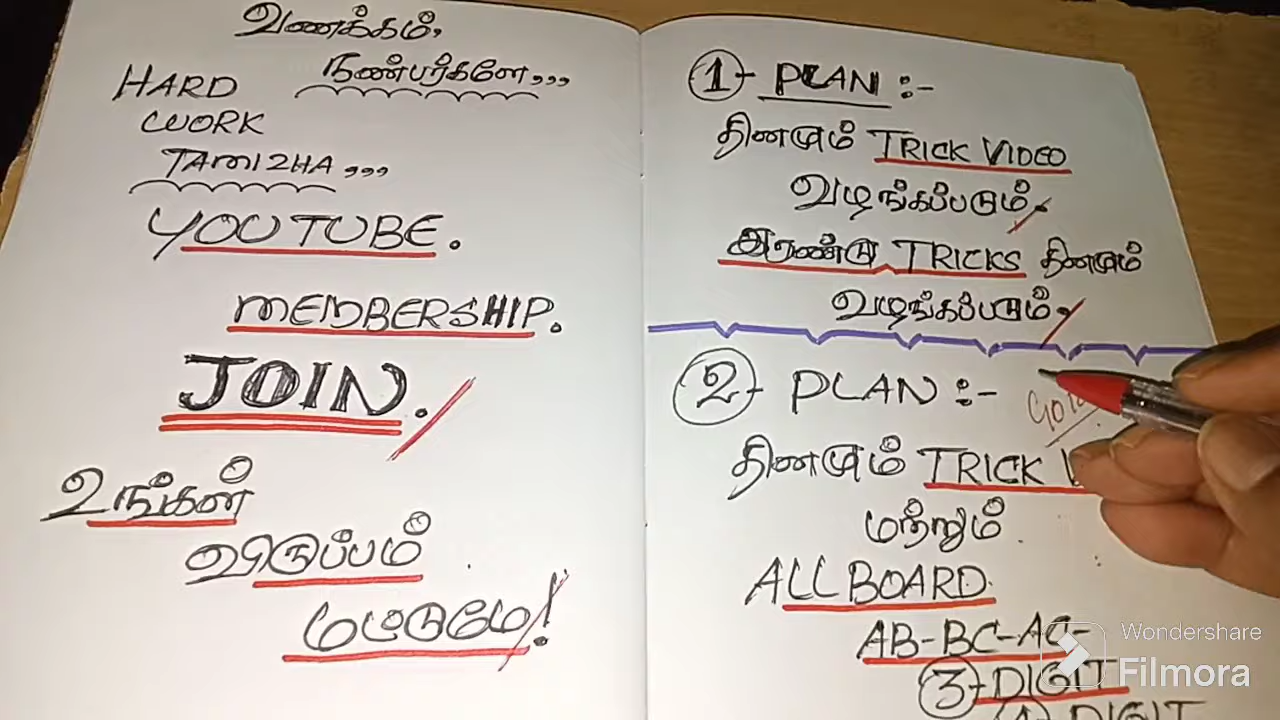 வணக்கம்,
நண்பர்களே,,,
HARD
WORK
TAMIZHA,,,
YOUTUBE.
MEMBERSHIP.
JOIN.
உங்கள்
விருப்பம்
மட்டுமே!
1- PLAN :-
தினமும் TRICK VIDEO
வழங்கப்படும்.
இரண்டு TRICKS தினமும்
வழங்கப்படும்.
2- PLAN :-
தினமும் TRICK
மற்றும்
ALL BOARD.
AB-BC-AC-
3-DIGIT
DIGIT
Wondershare
Filmora